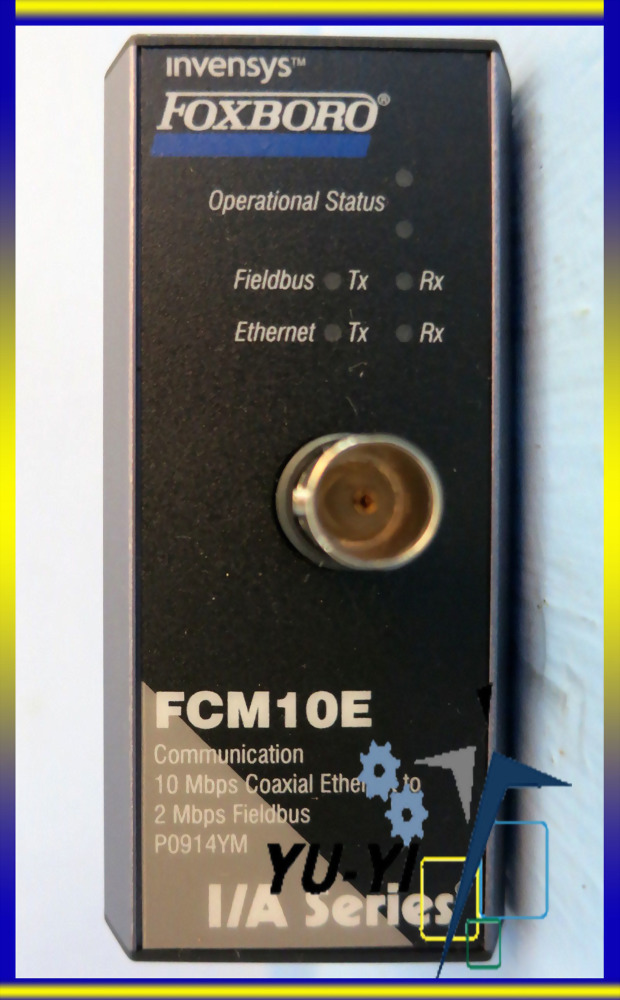 invensys™
FOXBORO®
Operational Status
Fieldbus Tx Rx
Ethernet Tx Rx
FCM10E
Communication
10 Mbps Coaxial Ethernet to
2 Mbps Fieldbus
P0914YM
YU-YI
I/A Series